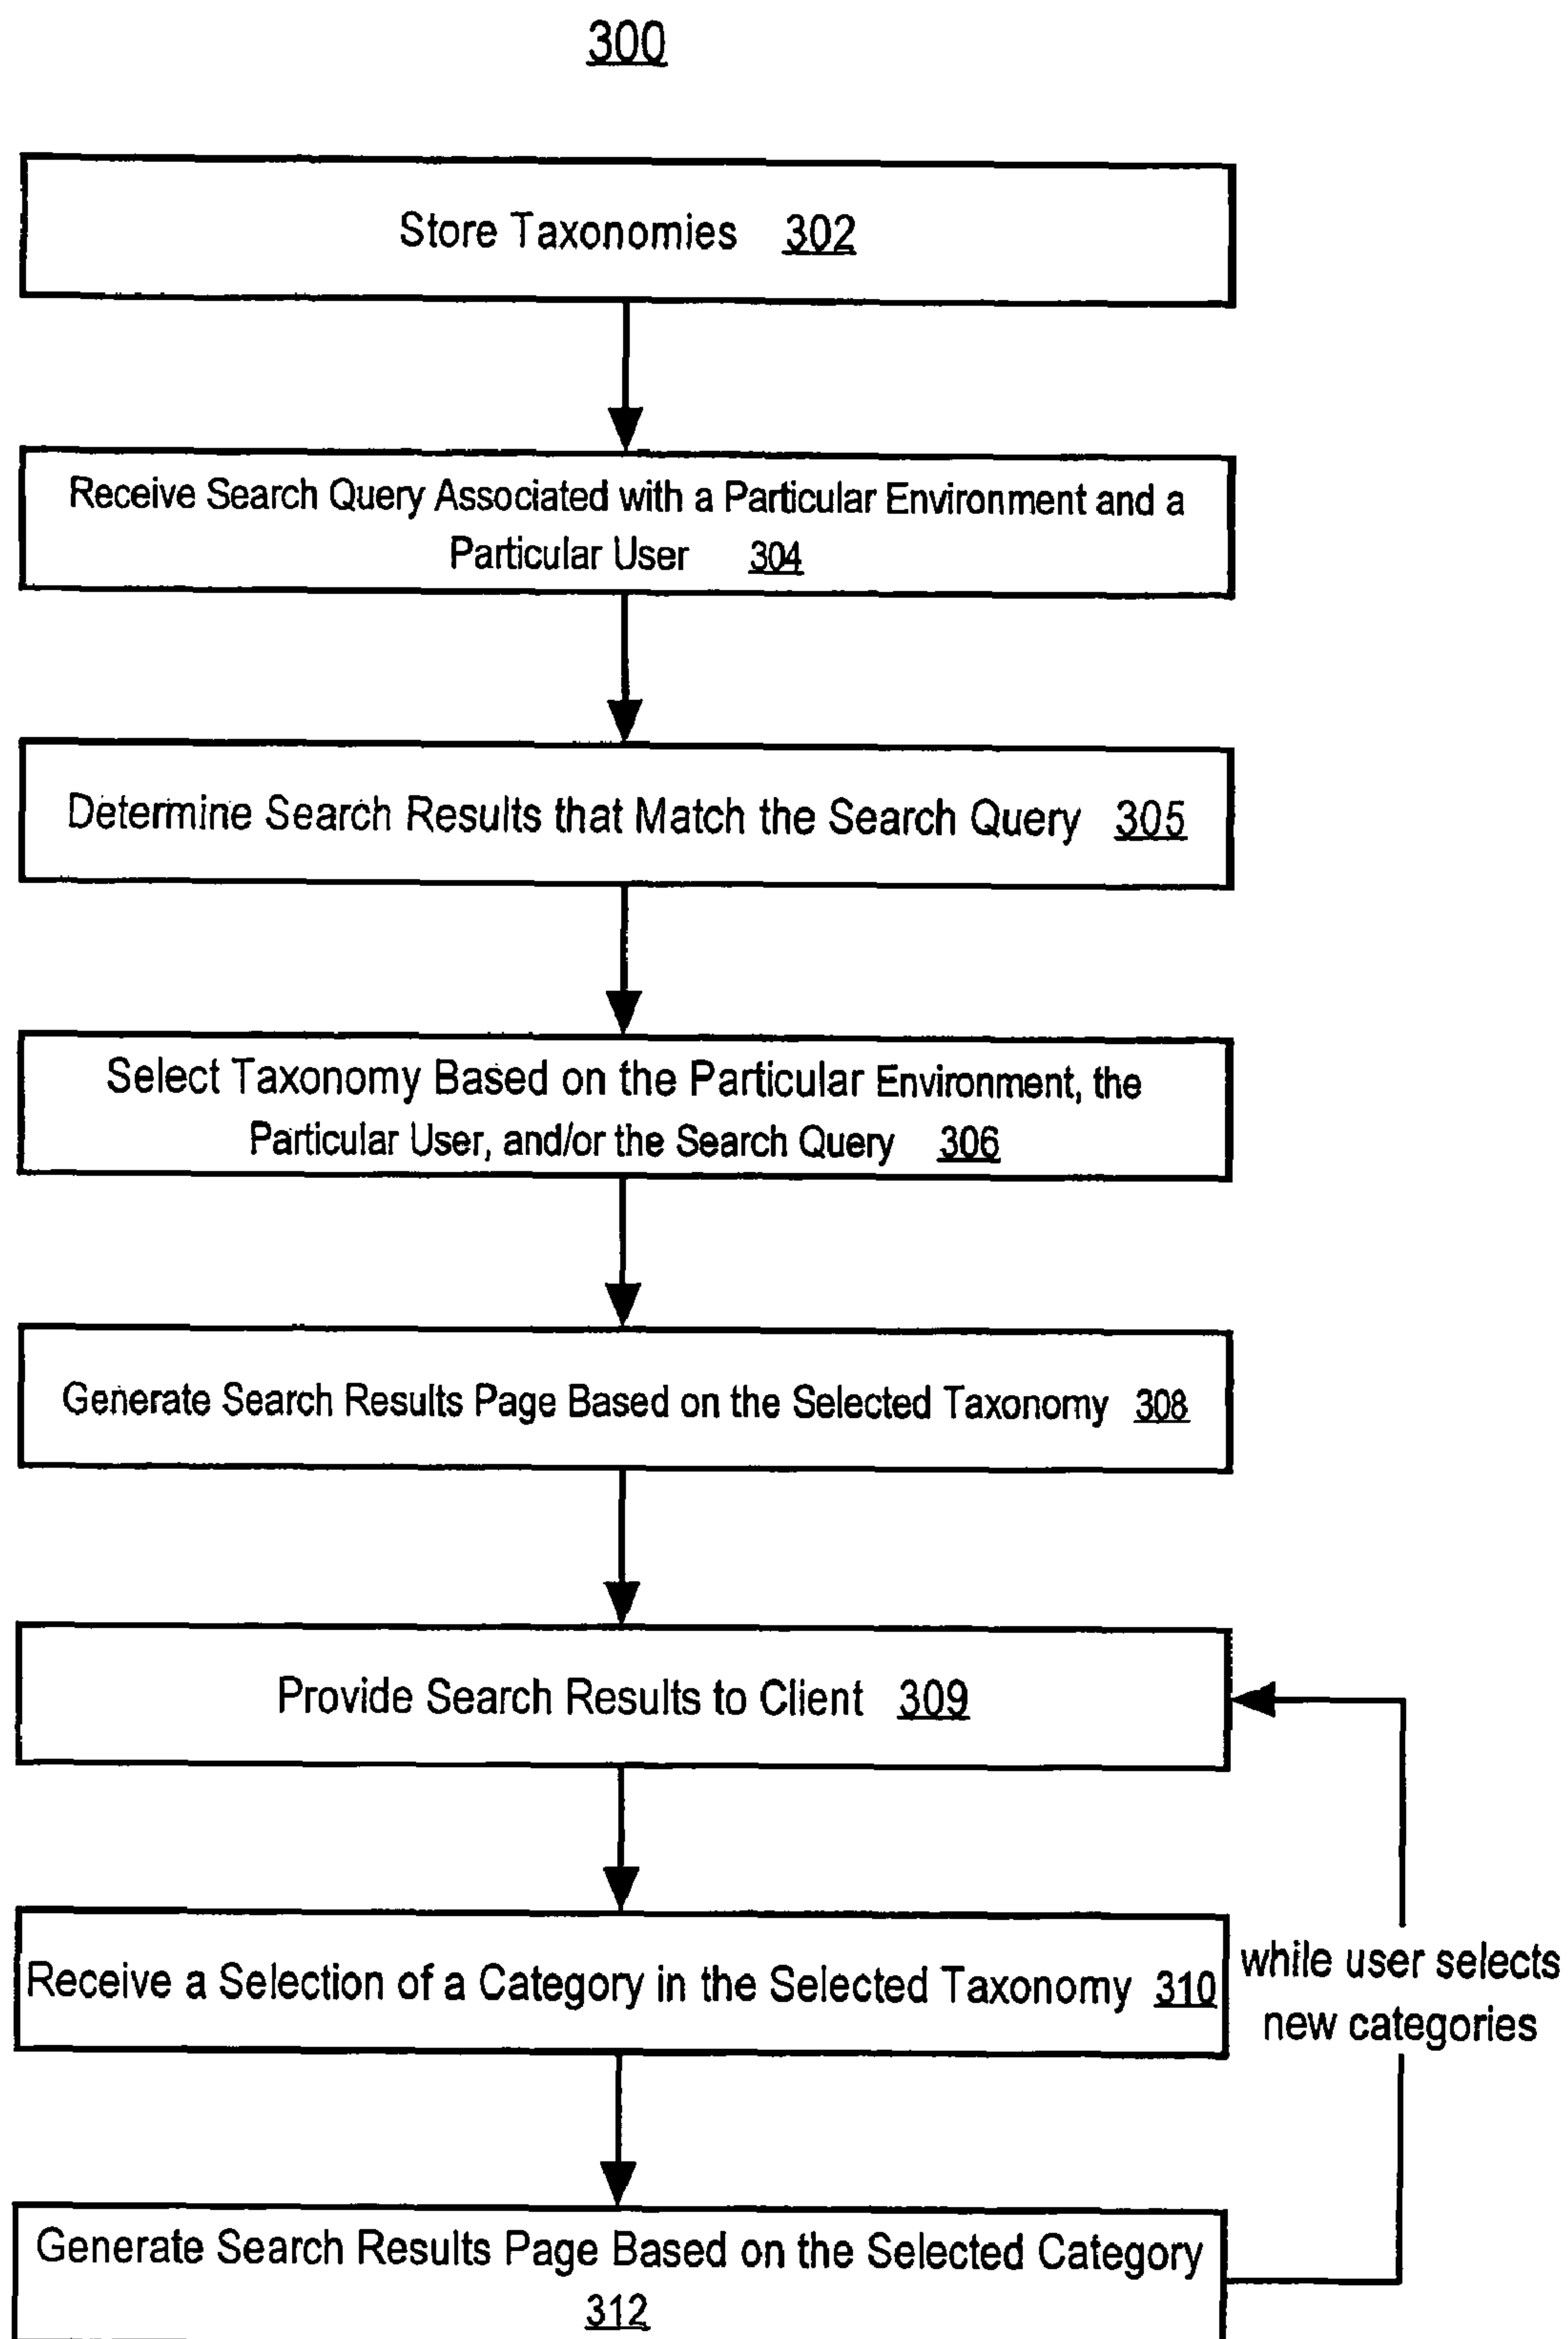 300
Store Taxonomies 302
Receive Search Query Associated with a Particular Environment and a
Particular User 304
Determine Search Results that Match the Search Query 305
Select Taxonomy Based on the Particular Environment, the
Particular User, and/or the Search Query 306
Generate Search Results Page Based on the Selected Taxonomy 308
Provide Search Results to Client 309
Receive a Selection of a Category in the Selected Taxonomy 310
while user selects
new categories
Generate Search Results Page Based on the Selected Category
312